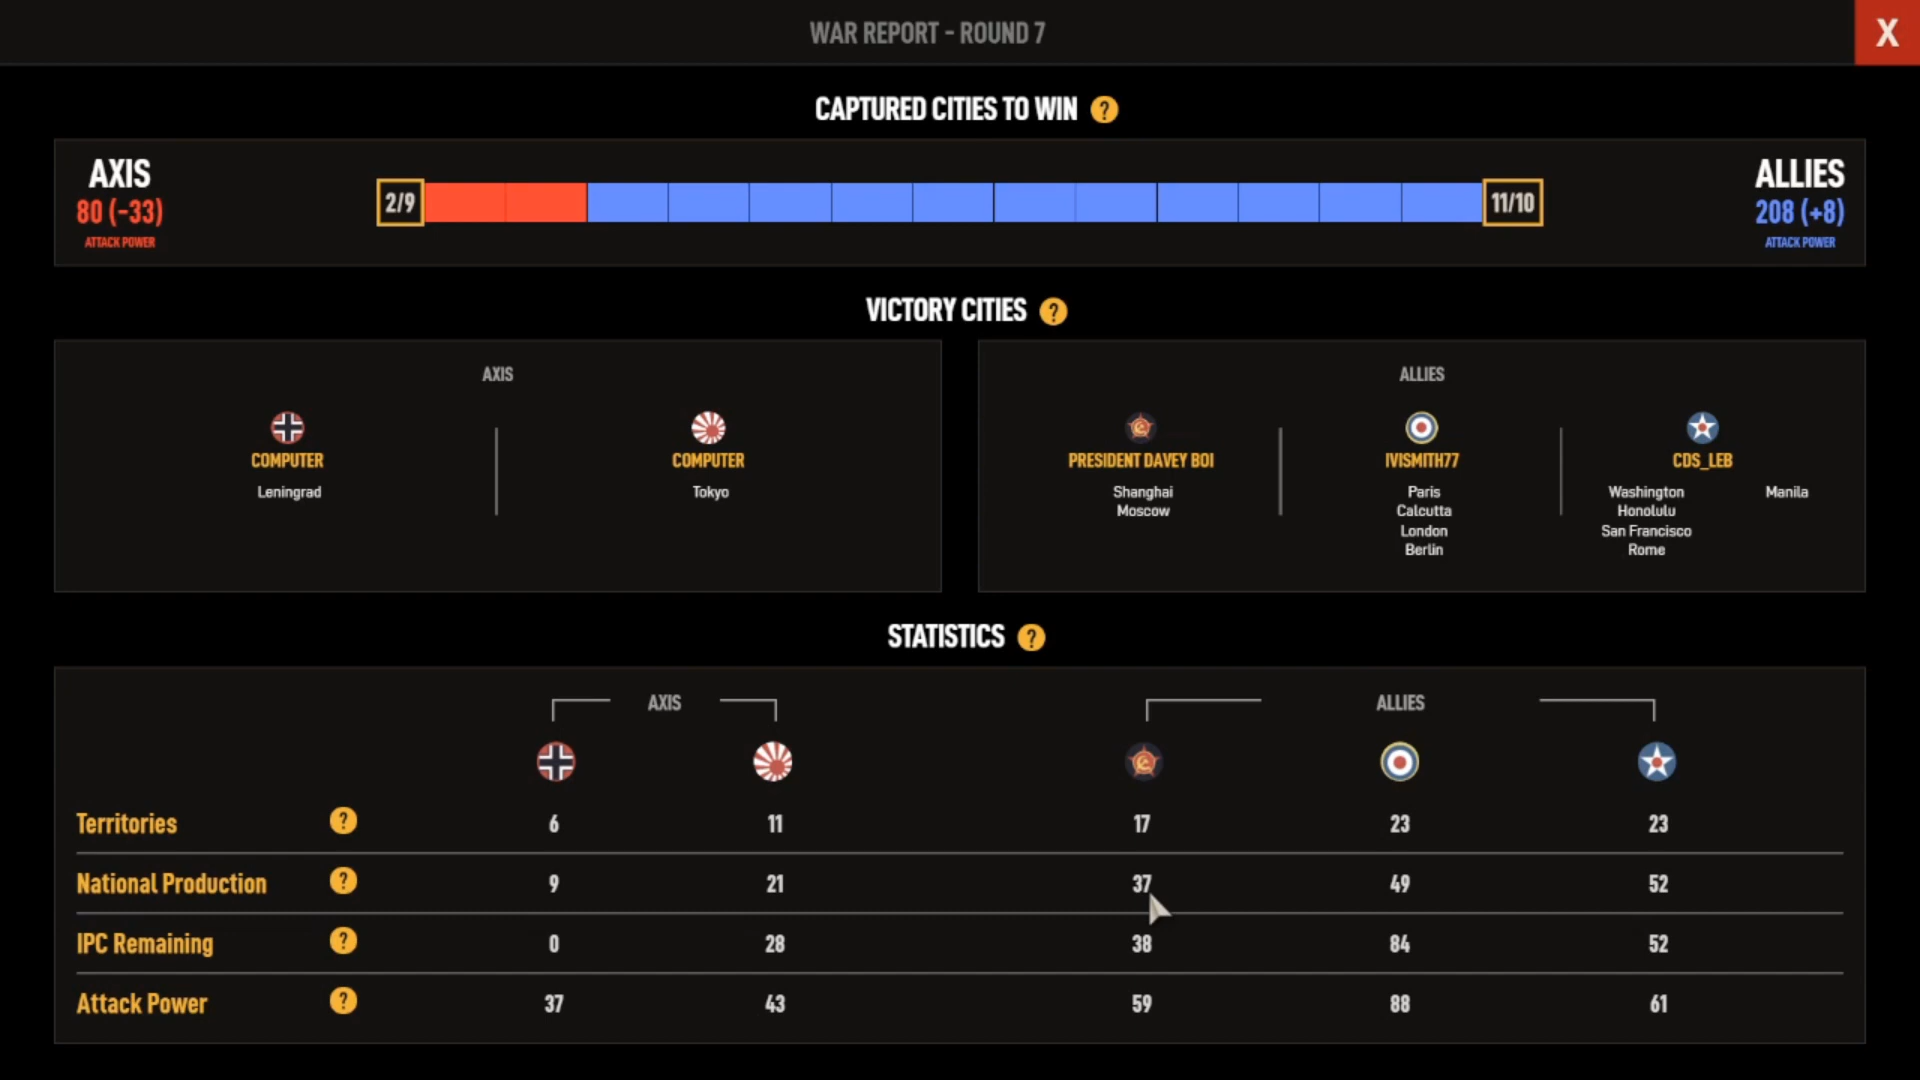 WAR REPORT - ROUND 7
X
CAPTURED CITIES TO WIN ?
AXIS
80 (-33)
ATTACK POWER
2/9
11/10
ALLIES
208 (+8)
ATTACK POWER
VICTORY CITIES ?
AXIS
COMPUTER
Leningrad
COMPUTER
Tokyo
ALLIES
PRESIDENT DAVEY BOI
Shanghai
Moscow
IVISMITH77
Paris
Calcutta
London
Berlin
CDS_LEB
Washington
Honolulu
San Francisco
Rome
Manila
STATISTICS ?
AXIS ALLIES
Territories ? 6 11 17 23 23
National Production ? 9 21 37 49 52
IPC Remaining ? 0 28 38 84 52
Attack Power ? 37 43 59 88 61